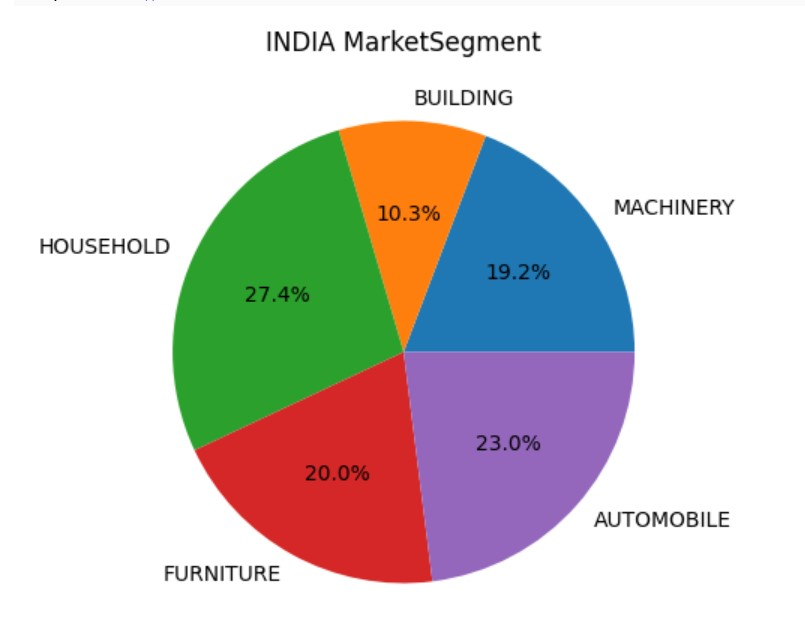 INDIA MarketSegment
BUILDING
MACHINERY
10.3%
HOUSEHOLD
19.2%
27.4%
23.0%
20.0%
AUTOMOBILE
FURNITURE